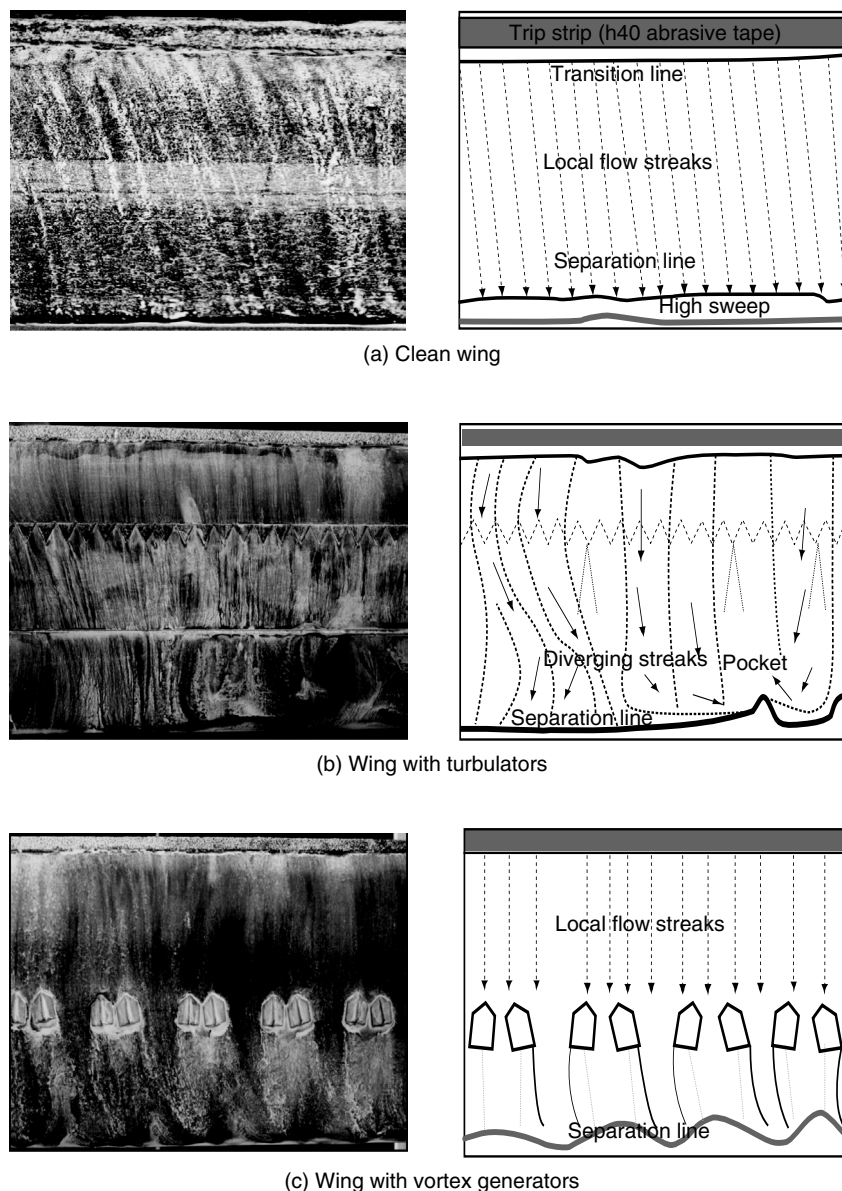 Trip strip (h40 abrasive tape)
Transition line
Local flow streaks
Separation line
High sweep
(a) Clean wing
Diverging streaks
Pocket
Separation line
(b) Wing with turbulators
Local flow streaks
Separation line
(c) Wing with vortex generators